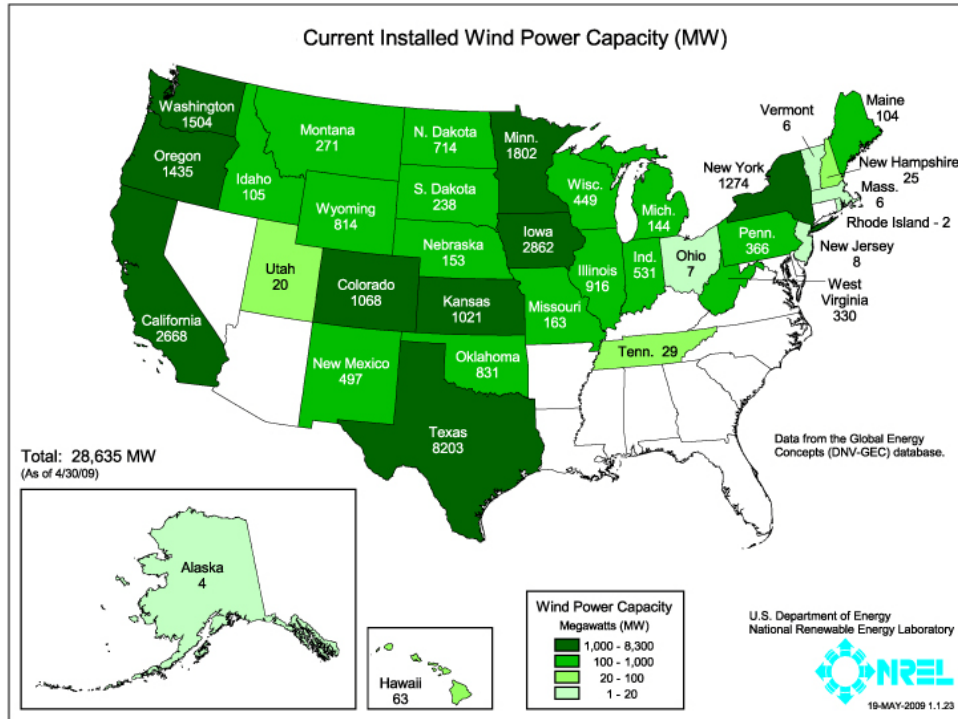 Current Installed Wind Power Capacity (MW)
Washington
1504
Oregon
1435
California
2668
Idaho
105
Montana
271
Wyoming
814
Utah
20
Colorado
1068
New Mexico
497
N. Dakota
714
S. Dakota
238
Nebraska
153
Kansas
1021
Oklahoma
831
Texas
8203
Minn.
1802
Iowa
2862
Missouri
163
Wisc.
449
Illinois
916
Mich.
144
Ind.
531
Ohio
7
Tenn. 29
Penn.
366
New York
1274
Vermont
6
Maine
104
New Hampshire
25
Mass.
6
Rhode Island - 2
New Jersey
8
West
Virginia
330
Data from the Global Energy
Concepts (DNV-GEC) database.
Total: 28,635 MW
(As of 4/30/09)
Alaska
4
Hawaii
63
Wind Power Capacity
Megawatts (MW)
1,000 - 8,300
100 - 1,000
20 - 100
1 - 20
U.S. Department of Energy
National Renewable Energy Laboratory
NREL
19-MAY-2009 1.1.23